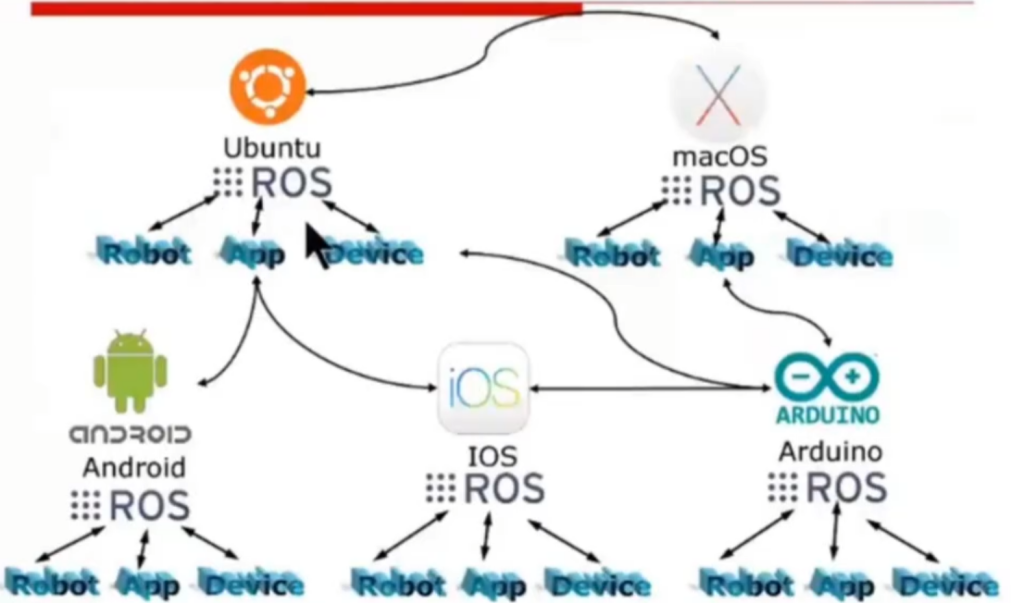 Ubuntu
ROS
Robot App Device
X
macOS
ROS
Robot App Device
ANDROID
Android
ROS
Robot App Device
iOS
IOS
ROS
Robot App Device
ARDUINO
Arduino
ROS
Robot App Device